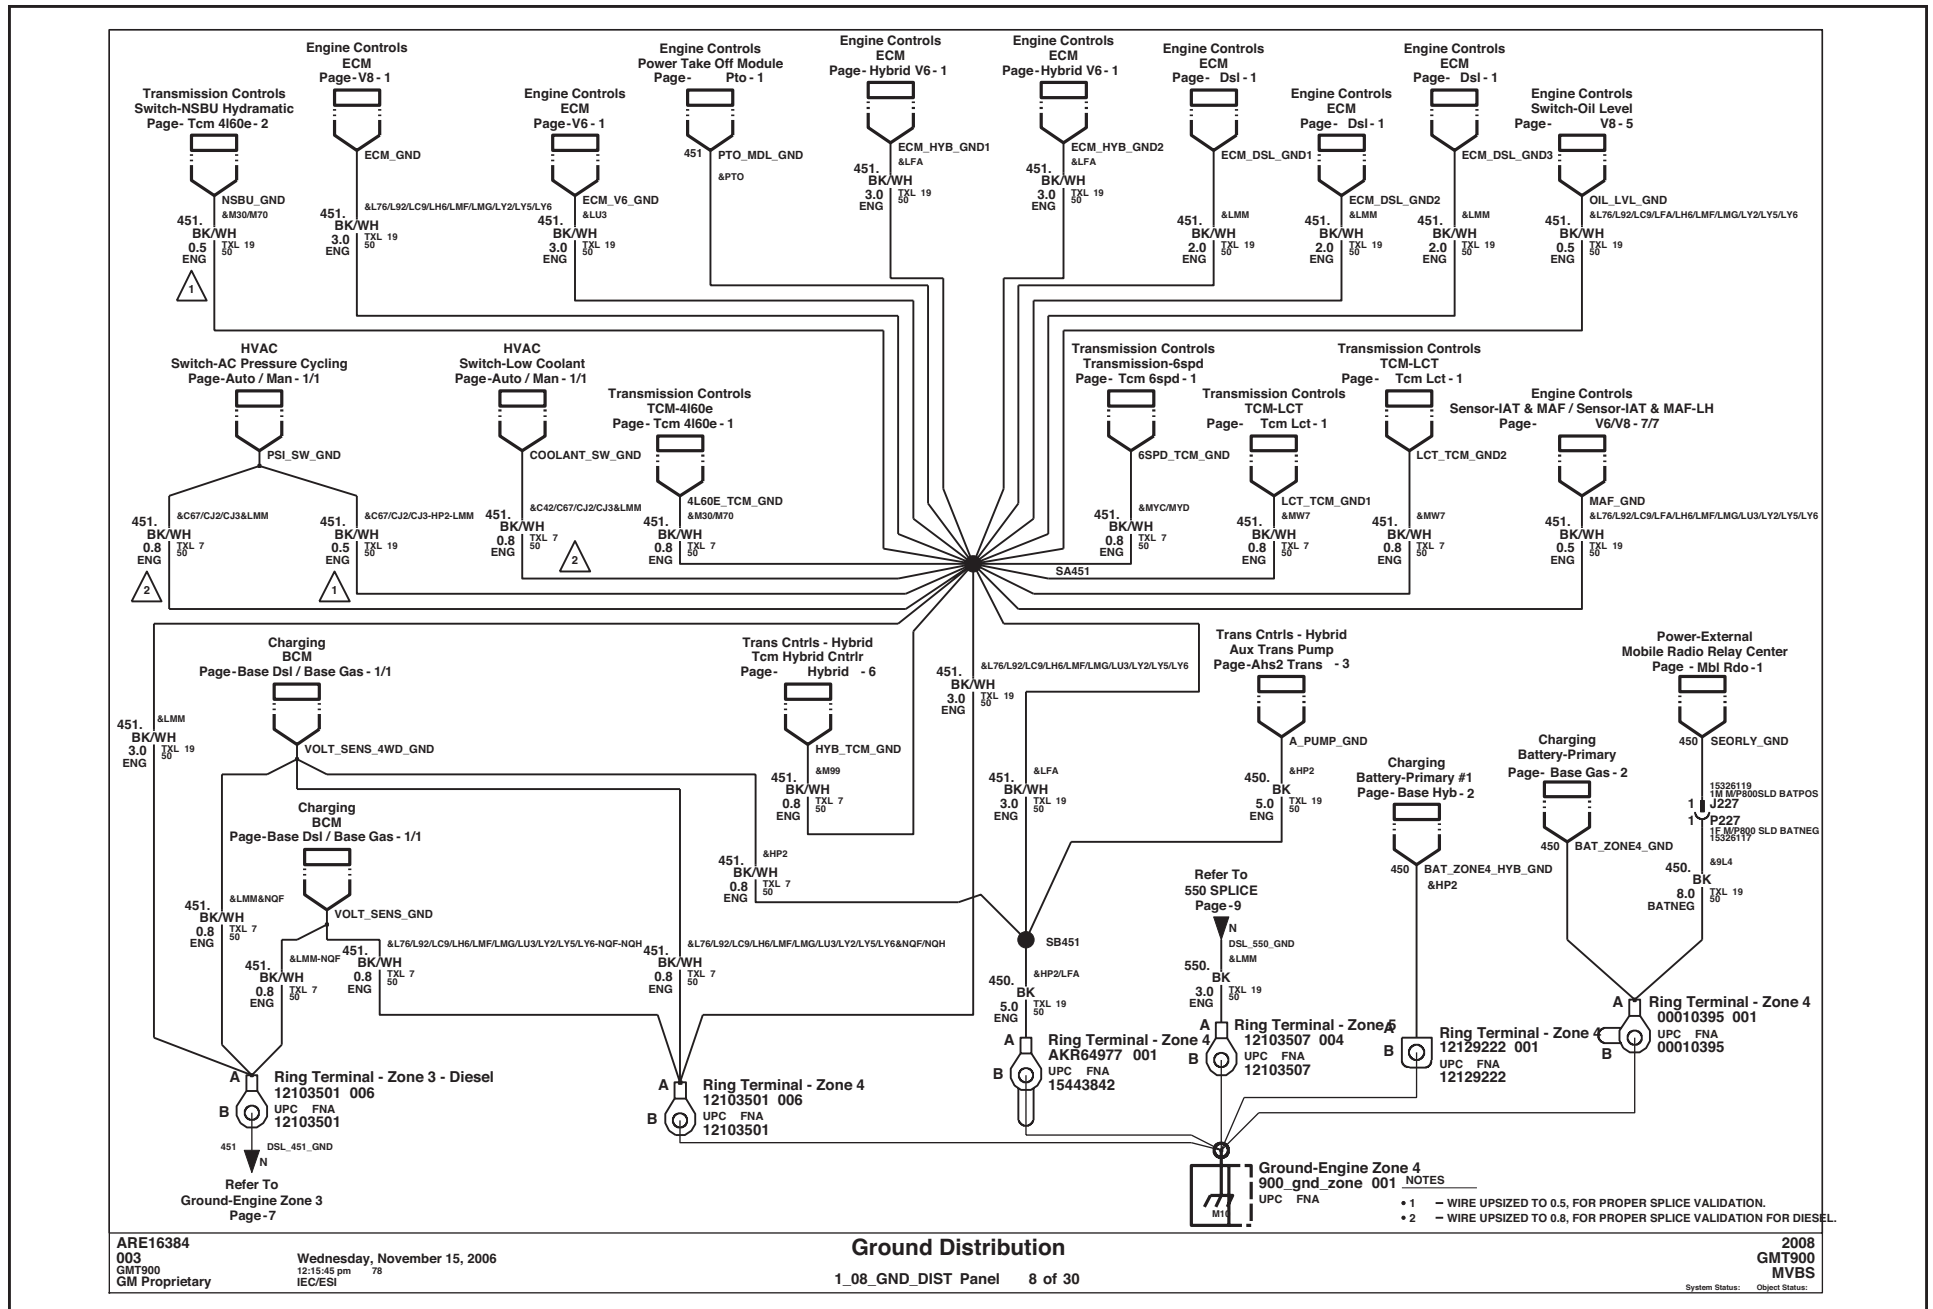 Transmission Controls
Switch-NSBU Hydramatic
Page- Tcm 4l60e - 2
NSBU_GND
&M30/M70
451.
BK/WH
0.5
TXL 19
50
ENG
1
Engine Controls
ECM
Page-V8 - 1
ECM_GND
&L76/L92/LC9/LH6/LMF/LMG/LY2/LY5/LY6
451.
BK/WH
3.0
TXL 19
50
ENG
Engine Controls
ECM
Page-V6 - 1
ECM_V6_GND
&LU3
451.
BK/WH
3.0
TXL 19
50
ENG
Engine Controls
Power Take Off Module
Page- Pto - 1
451
PTO_MDL_GND
&PTO
Engine Controls
ECM
Page-Hybrid V6 - 1
ECM_HYB_GND1
&LFA
451.
BK/WH
3.0
TXL 19
50
ENG
Engine Controls
ECM
Page-Hybrid V6 - 1
ECM_HYB_GND2
&LFA
451.
BK/WH
3.0
TXL 19
50
ENG
Engine Controls
ECM
Page- Dsl - 1
ECM_DSL_GND1
&LMM
451.
BK/WH
2.0
TXL 19
50
ENG
Engine Controls
ECM
Page- Dsl - 1
ECM_DSL_GND2
&LMM
451.
BK/WH
2.0
TXL 19
50
ENG
Engine Controls
ECM
Page- Dsl - 1
ECM_DSL_GND3
&LMM
451.
BK/WH
2.0
TXL 19
50
ENG
Engine Controls
Switch-Oil Level
Page- V8 - 5
OIL_LVL_GND
&L76/L92/LC9/LFA/LH6/LMF/LMG/LY2/LY5/LY6
451.
BK/WH
0.5
TXL 19
50
ENG
HVAC
Switch-AC Pressure Cycling
Page-Auto / Man - 1/1
PSI_SW_GND
&C67/CJ2/CJ3&LMM
451.
BK/WH
0.8
TXL 7
50
ENG
2
&C67/CJ2/CJ3-HP2-LMM
451.
BK/WH
0.5
TXL 19
50
ENG
1
HVAC
Switch-Low Coolant
Page-Auto / Man - 1/1
COOLANT_SW_GND
&C42/C67/CJ2/CJ3&LMM
451.
BK/WH
0.8
TXL 7
50
ENG
2
Transmission Controls
TCM-4l60e
Page- Tcm 4l60e - 1
4L60E_TCM_GND
&M30/M70
451.
BK/WH
0.8
TXL 7
50
ENG
Transmission Controls
Transmission-6spd
Page- Tcm 6spd - 1
6SPD_TCM_GND
&MYC/MYD
451.
BK/WH
0.8
TXL 7
50
ENG
Transmission Controls
TCM-LCT
Page- Tcm Lct - 1
LCT_TCM_GND1
&MW7
451.
BK/WH
0.8
TXL 7
50
ENG
Transmission Controls
TCM-LCT
Page- Tcm Lct - 1
LCT_TCM_GND2
&MW7
451.
BK/WH
0.8
TXL 7
50
ENG
Engine Controls
Sensor-IAT & MAF / Sensor-IAT & MAF-LH
Page- V6/V8 - 7/7
MAF_GND
&L76/L92/LC9/LFA/LH6/LMF/LMG/LU3/LY2/LY5/LY6
451.
BK/WH
0.5
TXL 19
50
ENG
SA451
&LMM
451.
BK/WH
3.0
TXL 19
50
ENG
Charging
BCM
Page-Base Dsl / Base Gas - 1/1
VOLT_SENS_4WD_GND
Charging
BCM
Page-Base Dsl / Base Gas - 1/1
VOLT_SENS_GND
&LMM&NQF
451.
BK/WH
0.8
TXL 7
50
ENG
&LMM-NQF
451.
BK/WH
0.8
TXL 7
50
ENG
&L76/L92/LC9/LH6/LMF/LMG/LU3/LY2/LY5/LY6-NQF-NQH
451.
BK/WH
0.8
TXL 7
50
ENG
&L76/L92/LC9/LH6/LMF/LMG/LU3/LY2/LY5/LY6&NQF/NQH
451.
BK/WH
0.8
TXL 7
50
ENG
&HP2
451.
BK/WH
0.8
TXL 7
50
ENG
Trans Cntrls - Hybrid
Tcm Hybrid Cntrlr
Page- Hybrid - 6
HYB_TCM_GND
&M99
451.
BK/WH
0.8
TXL 7
50
ENG
&L76/L92/LC9/LH6/LMF/LMG/LU3/LY2/LY5/LY6
451.
BK/WH
3.0
TXL 19
50
ENG
&LFA
451.
BK/WH
3.0
TXL 19
50
ENG
Trans Cntrls - Hybrid
Aux Trans Pump
Page-Ahs2 Trans - 3
A_PUMP_GND
&HP2
450.
BK
5.0
TXL 19
50
ENG
SB451
&HP2/LFA
450.
BK
5.0
TXL 19
50
ENG
Refer To
550 SPLICE
Page-9
N
DSL_550_GND
&LMM
550.
BK
3.0
TXL 19
50
ENG
Charging
Battery-Primary #1
Page- Base Hyb - 2
450
BAT_ZONE4_HYB_GND
&HP2
Charging
Battery-Primary
Page- Base Gas - 2
450
BAT_ZONE4_GND
Power-External
Mobile Radio Relay Center
Page - Mbl Rdo -1
450
SEORLY_GND
15326119
1M M/P800SLD BATPOS
1 J227
1 P227
1F M/P800 SLD BATNEG
15326117
&9L4
450.
BK
8.0
TXL 19
50
BATNEG
A
B
Ring Terminal - Zone 3 - Diesel
12103501 006
UPC FNA
12103501
451
DSL_451_GND
N
Refer To
Ground-Engine Zone 3
Page-7
A
B
Ring Terminal - Zone 4
12103501 006
UPC FNA
12103501
A
B
Ring Terminal - Zone 4
AKR64977 001
UPC FNA
15443842
A
B
Ring Terminal - Zone 5
12103507 004
UPC FNA
12103507
A
B
Ring Terminal - Zone 4
12129222 001
UPC FNA
12129222
A
B
Ring Terminal - Zone 4
00010395 001
UPC FNA
00010395
Ground-Engine Zone 4
900_gnd_zone 001
UPC FNA
M10
NOTES
• 1 – WIRE UPSIZED TO 0.5, FOR PROPER SPLICE VALIDATION.
• 2 – WIRE UPSIZED TO 0.8, FOR PROPER SPLICE VALIDATION FOR DIESEL.
ARE16384
003
GMT900
GM Proprietary
Wednesday, November 15, 2006
12:15:45 pm 78
IEC/ESI
Ground Distribution
1_08_GND_DIST Panel 8 of 30
2008
GMT900
MVBS
System Status: Object Status: